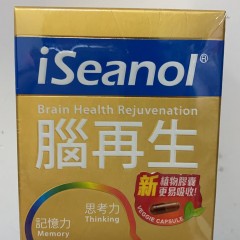 iSeanol®
Brain Health Rejuvenation
腦再生
新 植物膠囊
更易吸收!
VEGGIE CAPSULE
思考力
Thinking
記憶力
Memory